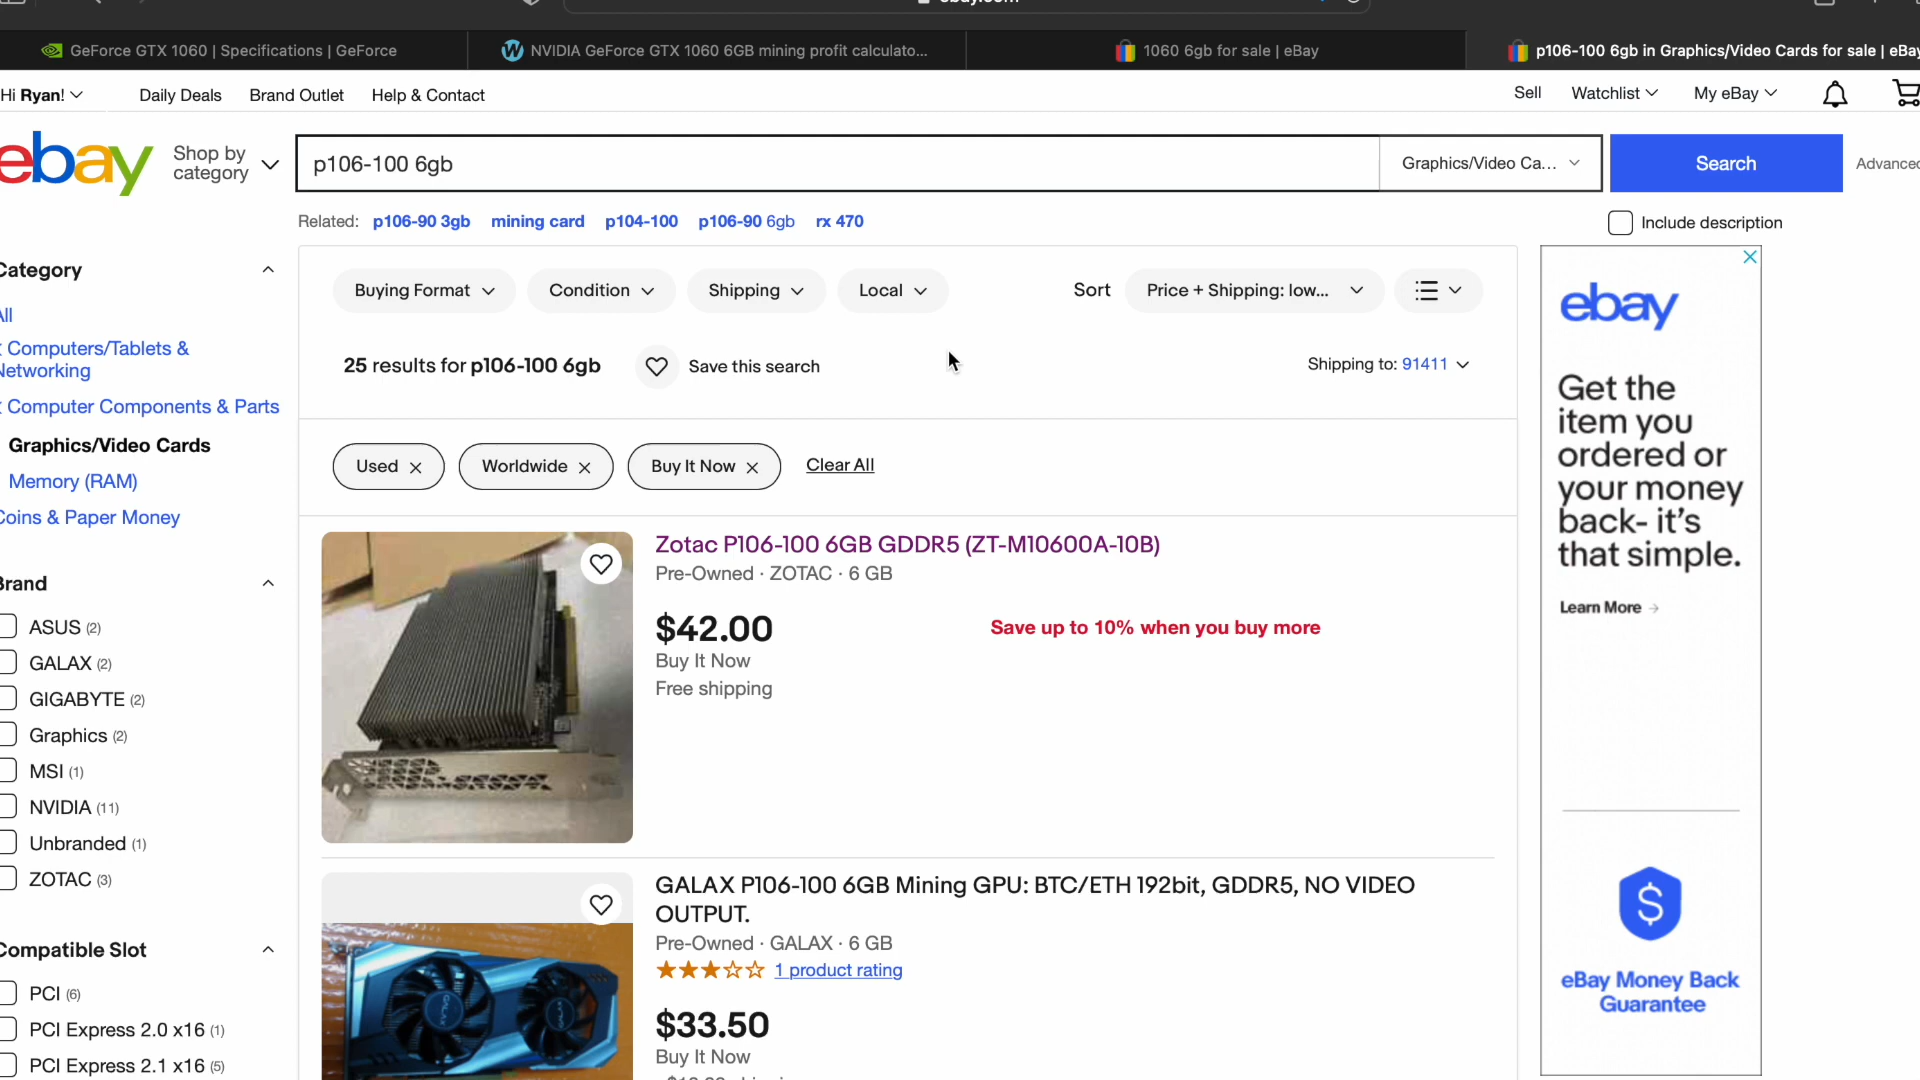 GeForce GTX 1060 | Specifications | GeForce
NVIDIA GeForce GTX 1060 6GB mining profit calculato...
1060 6gb for sale | eBay
p106-100 6gb in Graphics/Video Cards for sale | eBay
Hi Ryan!
Daily Deals
Brand Outlet
Help & Contact
Sell
Watchlist
My eBay
ebay
Shop by
category
p106-100 6gb
Graphics/Video Ca...
Search
Advanced
Related: p106-90 3gb mining card p104-100 p106-90 6gb rx 470
Include description
Category
All
Computers/Tablets &
Networking
Computer Components & Parts
Graphics/Video Cards
Memory (RAM)
Coins & Paper Money
Brand
ASUS (2)
GALAX (2)
GIGABYTE (2)
Graphics (2)
MSI (1)
NVIDIA (11)
Unbranded (1)
ZOTAC (3)
Compatible Slot
PCI (6)
PCI Express 2.0 x16 (1)
PCI Express 2.1 x16 (5)
Buying Format
Condition
Shipping
Local
Sort
Price + Shipping: low...
25 results for p106-100 6gb
Save this search
Shipping to: 91411
Used
Worldwide
Buy It Now
Clear All
Zotac P106-100 6GB GDDR5 (ZT-M10600A-10B)
Pre-Owned · ZOTAC · 6 GB
$42.00
Buy It Now
Free shipping
Save up to 10% when you buy more
GALAX P106-100 6GB Mining GPU: BTC/ETH 192bit, GDDR5, NO VIDEO
OUTPUT.
Pre-Owned · GALAX · 6 GB
1 product rating
$33.50
Buy It Now
ebay
Get the
item you
ordered or
your money
back- it's
that simple.
Learn More
$
eBay Money Back
Guarantee